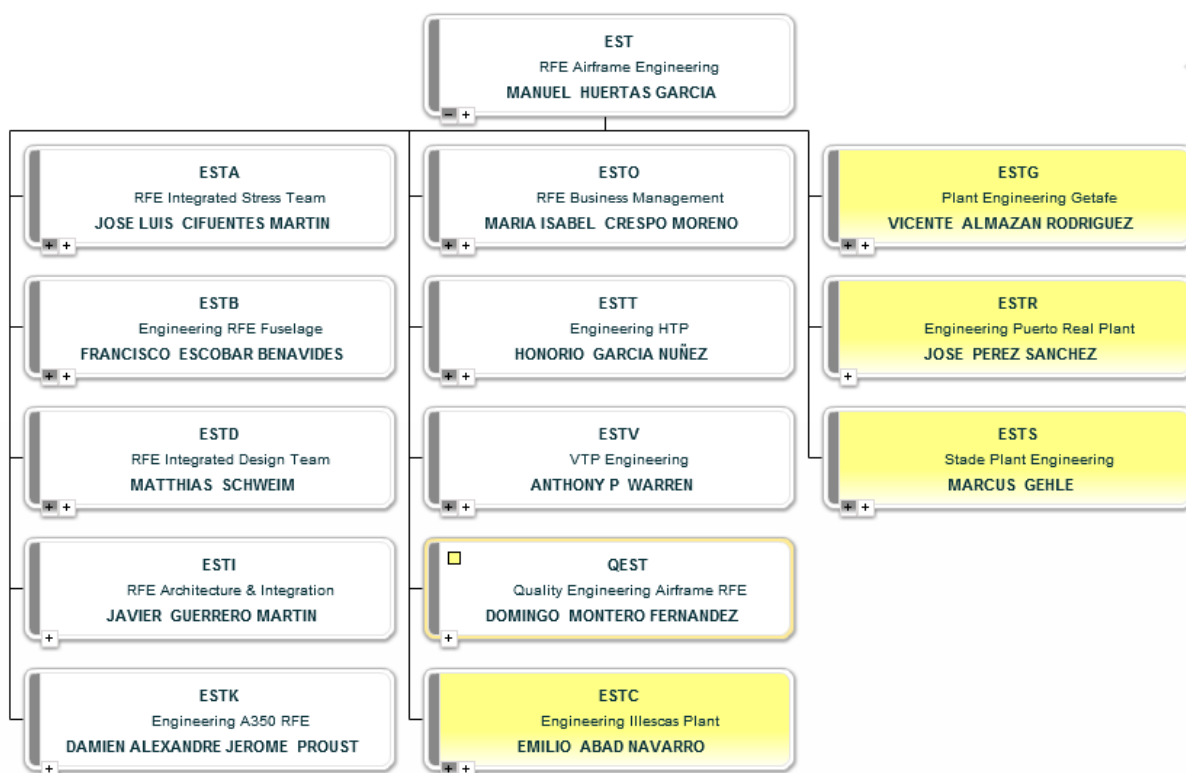 EST
RFE Airframe Engineering
MANUEL HUERTAS GARCIA
ESTA
RFE Integrated Stress Team
JOSE LUIS CIFUENTES MARTIN
ESTB
Engineering RFE Fuselage
FRANCISCO ESCOBAR BENAVIDES
ESTD
RFE Integrated Design Team
MATTHIAS SCHWEIM
ESTI
RFE Architecture & Integration
JAVIER GUERRERO MARTIN
ESTK
Engineering A350 RFE
DAMIEN ALEXANDRE JEROME PROUST
ESTO
RFE Business Management
MARIA ISABEL CRESPO MORENO
ESTT
Engineering HTP
HONORIO GARCIA NUÑEZ
ESTV
VTP Engineering
ANTHONY P WARREN
QEST
Quality Engineering Airframe RFE
DOMINGO MONTERO FERNANDEZ
ESTC
Engineering Illescas Plant
EMILIO ABAD NAVARRO
ESTG
Plant Engineering Getafe
VICENTE ALMAZAN RODRIGUEZ
ESTR
Engineering Puerto Real Plant
JOSE PEREZ SANCHEZ
ESTS
Stade Plant Engineering
MARCUS GEHLE